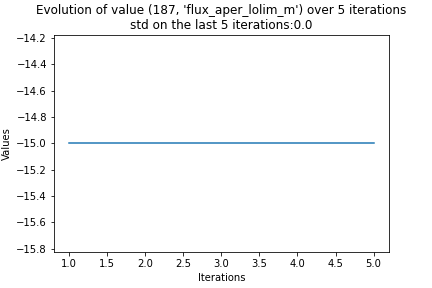 Evolution of value (187, 'flux_aper_lolim_m') over 5 iterations
std on the last 5 iterations:0.0
−14.2
−14.4
−14.6
−14.8
−15.0
−15.2
−15.4
−15.6
−15.8
Values
1.0 1.5 2.0 2.5 3.0 3.5 4.0 4.5 5.0
Iterations